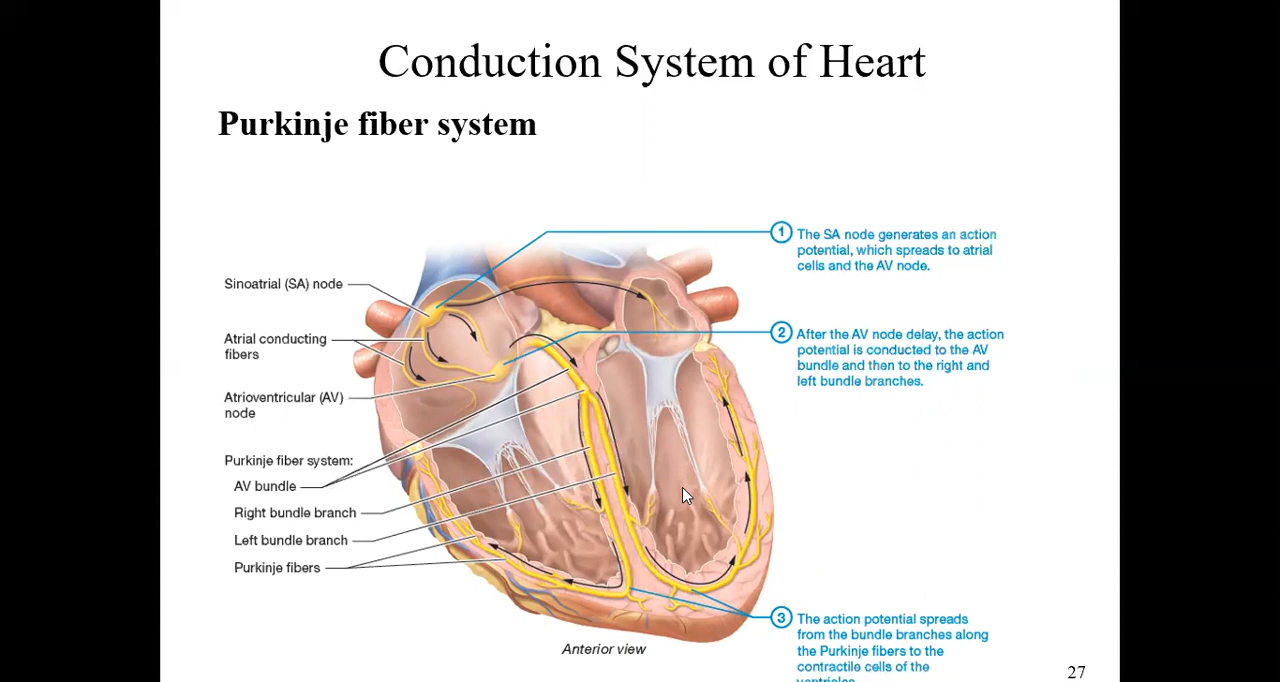 Conduction System of Heart
Purkinje fiber system
1 The SA node generates an action
potential, which spreads to atrial
cells and the AV node.
Sinoatrial (SA) node
Atrial conducting
fibers
2 After the AV node delay, the action
potential is conducted to the AV
bundle and then to the right and
left bundle branches.
Atrioventricular (AV)
node
Purkinje fiber system:
AV bundle
Right bundle branch
Left bundle branch
Purkinje fibers
3 The action potential spreads
from the bundle branches along
the Purkinje fibers to the
contractile cells of the
ventricles.
Anterior view
27